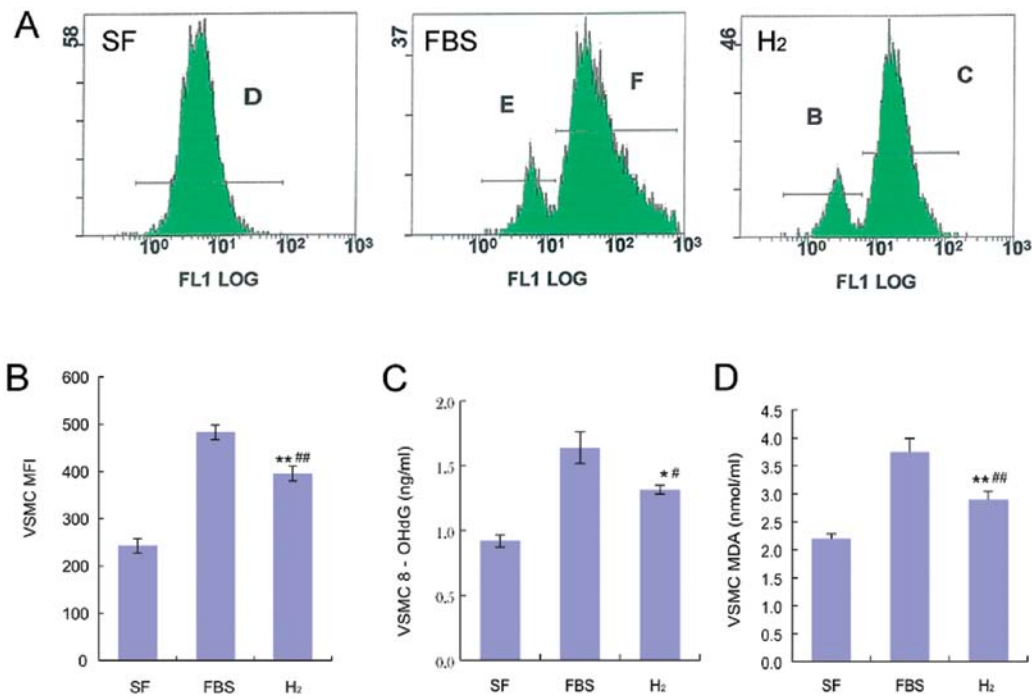 A
SF
58
D
10⁰ 10¹ 10² 10³
FL1 LOG
FBS
37
E
F
10⁰ 10¹ 10² 10³
FL1 LOG
H₂
46
B
C
10⁰ 10¹ 10² 10³
FL1 LOG
B
VSMC MFI
600
500
400
300
200
100
0
** ##
SF FBS H₂
C
VSMC 8 - OHdG (ng/ml)
2.0
1.5
1.0
0.5
0.0
* #
SF FBS H₂
D
VSMC MDA (nmol/ml)
4.5
4.0
3.5
3.0
2.5
2.0
1.5
1.0
0.5
0.0
** ##
SF FBS H₂